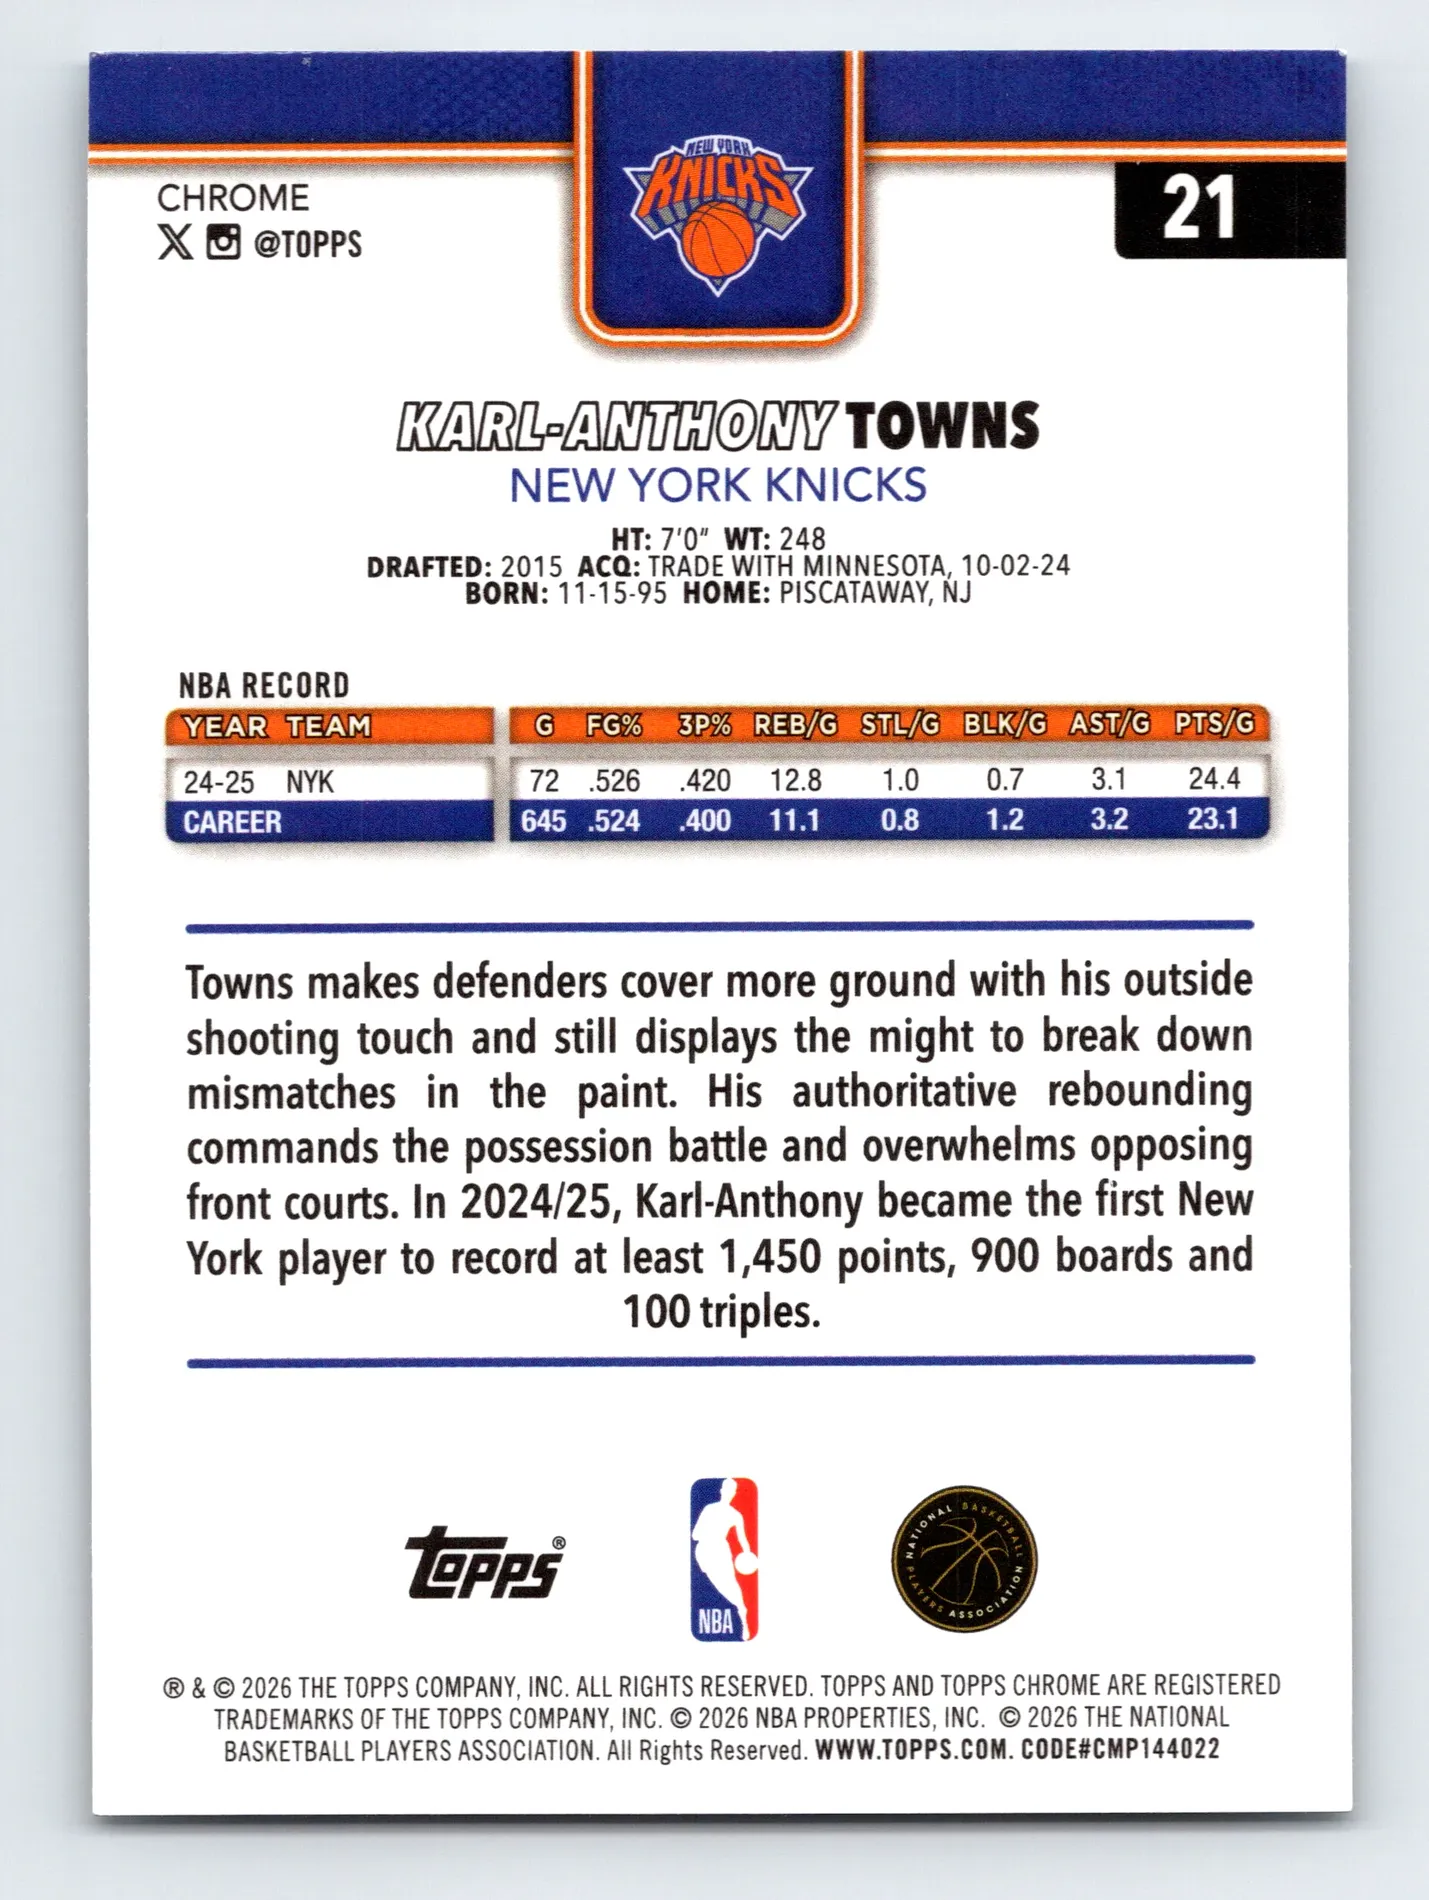 NEW YORK
KNICKS
CHROME
21
@TOPPS
KARL-ANTHONY TOWNS
NEW YORK KNICKS
HT: 7'0" WT: 248
DRAFTED: 2015 ACQ: TRADE WITH MINNESOTA, 10-02-24
BORN: 11-15-95 HOME: PISCATAWAY, NJ
NBA RECORD
YEAR TEAM G FG% 3P% REB/G STL/G BLK/G AST/G PTS/G
24-25 NYK 72 .526 .420 12.8 1.0 0.7 3.1 24.4
CAREER 645 .524 .400 11.1 0.8 1.2 3.2 23.1
Towns makes defenders cover more ground with his outside
shooting touch and still displays the might to break down
mismatches in the paint. His authoritative rebounding
commands the possession battle and overwhelms opposing
front courts. In 2024/25, Karl-Anthony became the first New
York player to record at least 1,450 points, 900 boards and
100 triples.
TOPPS®
NBA
NATIONAL BASKETBALL
PLAYERS ASSOCIATION
® & © 2026 THE TOPPS COMPANY, INC. ALL RIGHTS RESERVED. TOPPS AND TOPPS CHROME ARE REGISTERED
TRADEMARKS OF THE TOPPS COMPANY, INC. © 2026 NBA PROPERTIES, INC. © 2026 THE NATIONAL
BASKETBALL PLAYERS ASSOCIATION. All Rights Reserved. WWW.TOPPS.COM. CODE#CMP144022